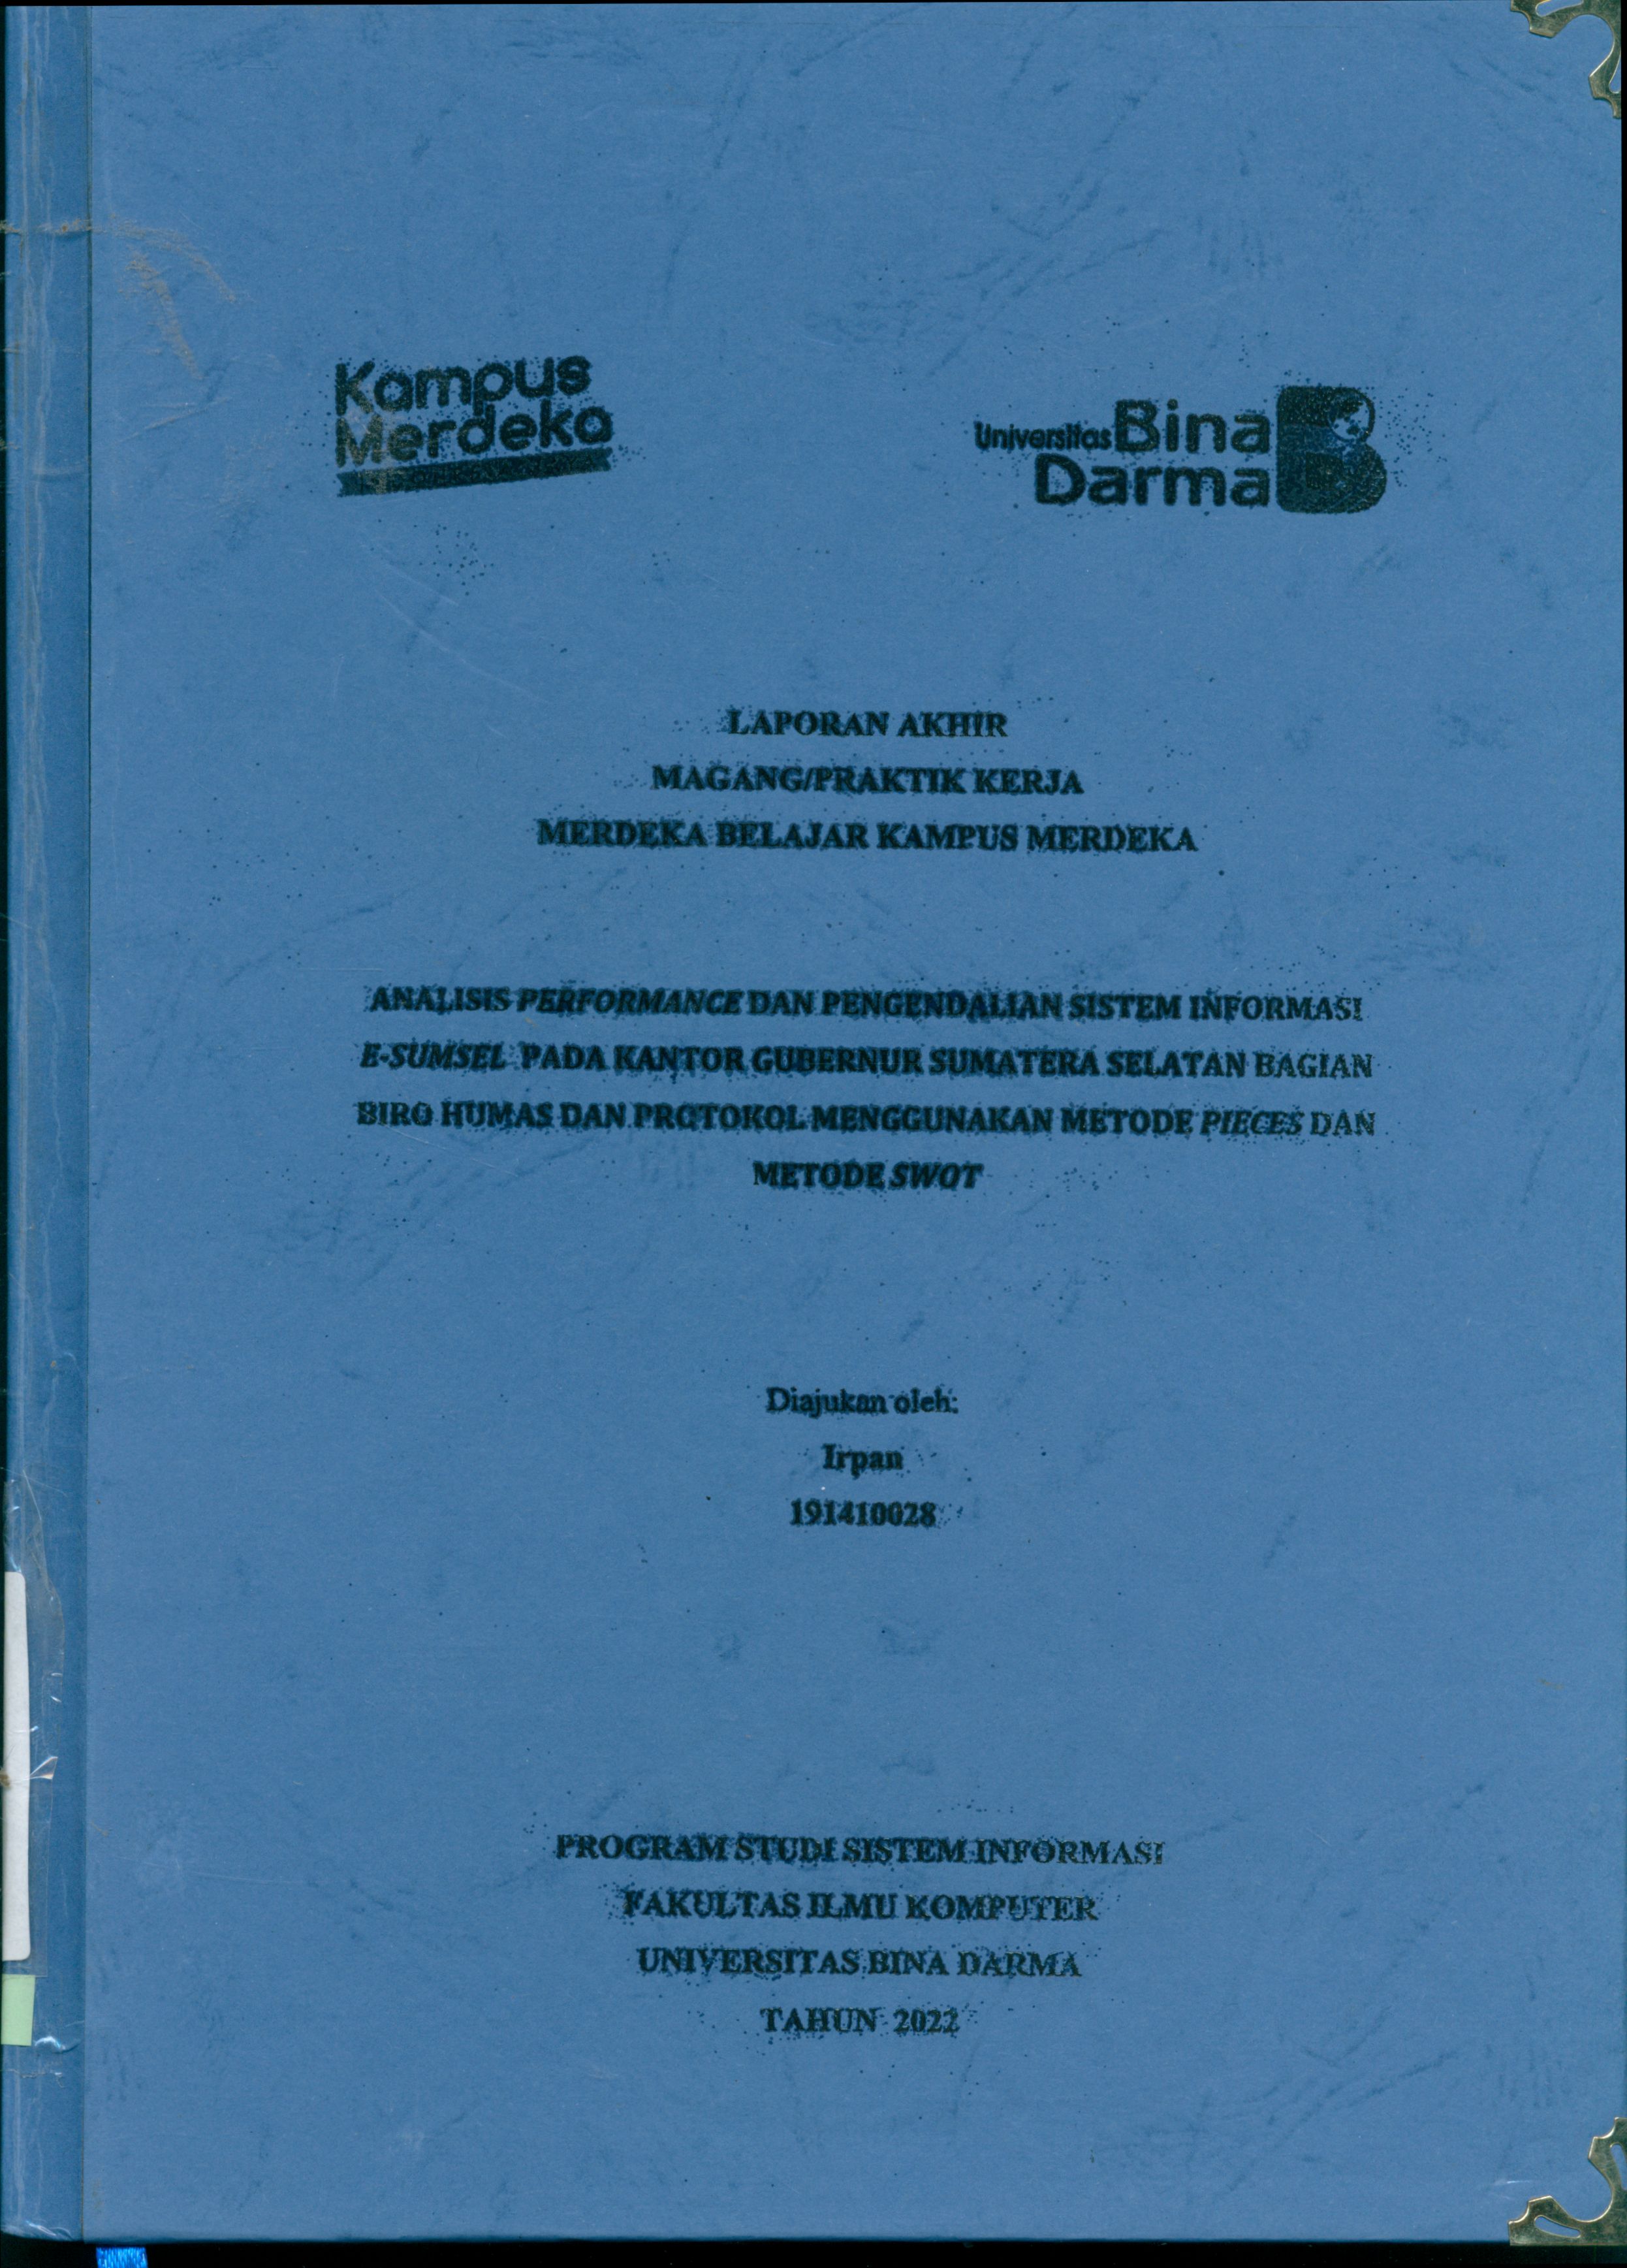 Kampus
Merdeka
Universitas Bina
Darma
LAPORAN AKHIR
MAGANG/PRAKTIK KERJA
MERDEKA BELAJAR KAMPUS MERDEKA
ANALISIS PERFORMANCE DAN PENGENDALIAN SISTEM INFORMASI
E-SUMSEL PADA KANTOR GUBERNUR SUMATERA SELATAN BAGIAN
BIRO HUMAS DAN PROTOKOL MENGGUNAKAN METODE PIECES DAN
METODE SWOT
Diajukan oleh:
Irpan
191410028
PROGRAM STUDI SISTEM INFORMASI
FAKULTAS ILMU KOMPUTER
UNIVERSITAS BINA DARMA
TAHUN 2022